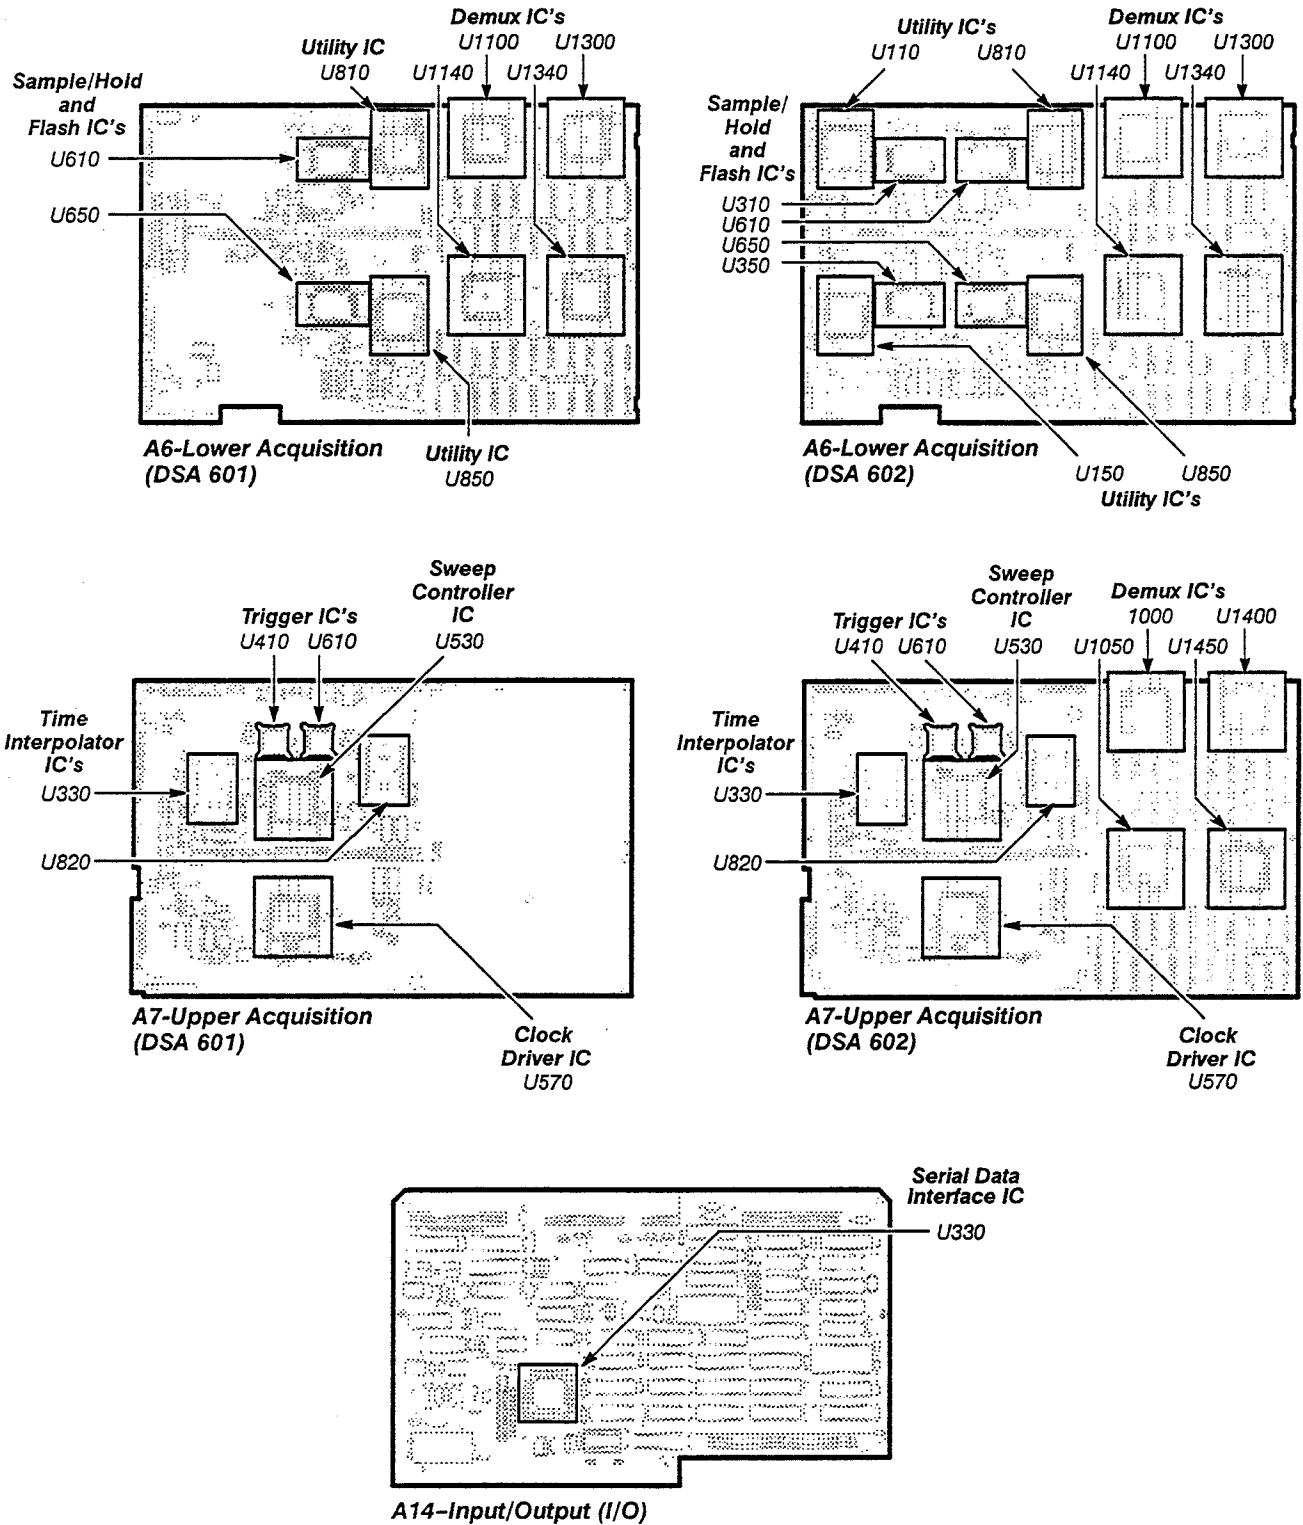 Demux IC's
U1100 U1300
Utility IC
U810 U1140 U1340
Sample/Hold
and
Flash IC's
U610
U650
A6-Lower Acquisition
(DSA 601)
Utility IC
U850
Utility IC's
U110 U810
Demux IC's
U1100 U1300
U1140 U1340
Sample/
Hold
and
Flash IC's
U310
U610
U650
U350
A6-Lower Acquisition
(DSA 602)
U150 U850
Utility IC's
Sweep
Controller
IC
U530
Trigger IC's
U410 U610
Time
Interpolator
IC's
U330
U820
A7-Upper Acquisition
(DSA 601)
Clock
Driver IC
U570
Sweep
Controller
IC
U530
Demux IC's
1000 U1400
U1050 U1450
Trigger IC's
U410 U610
Time
Interpolator
IC's
U330
U820
A7-Upper Acquisition
(DSA 602)
Clock
Driver IC
U570
Serial Data
Interface IC
U330
A14–Input/Output (I/O)